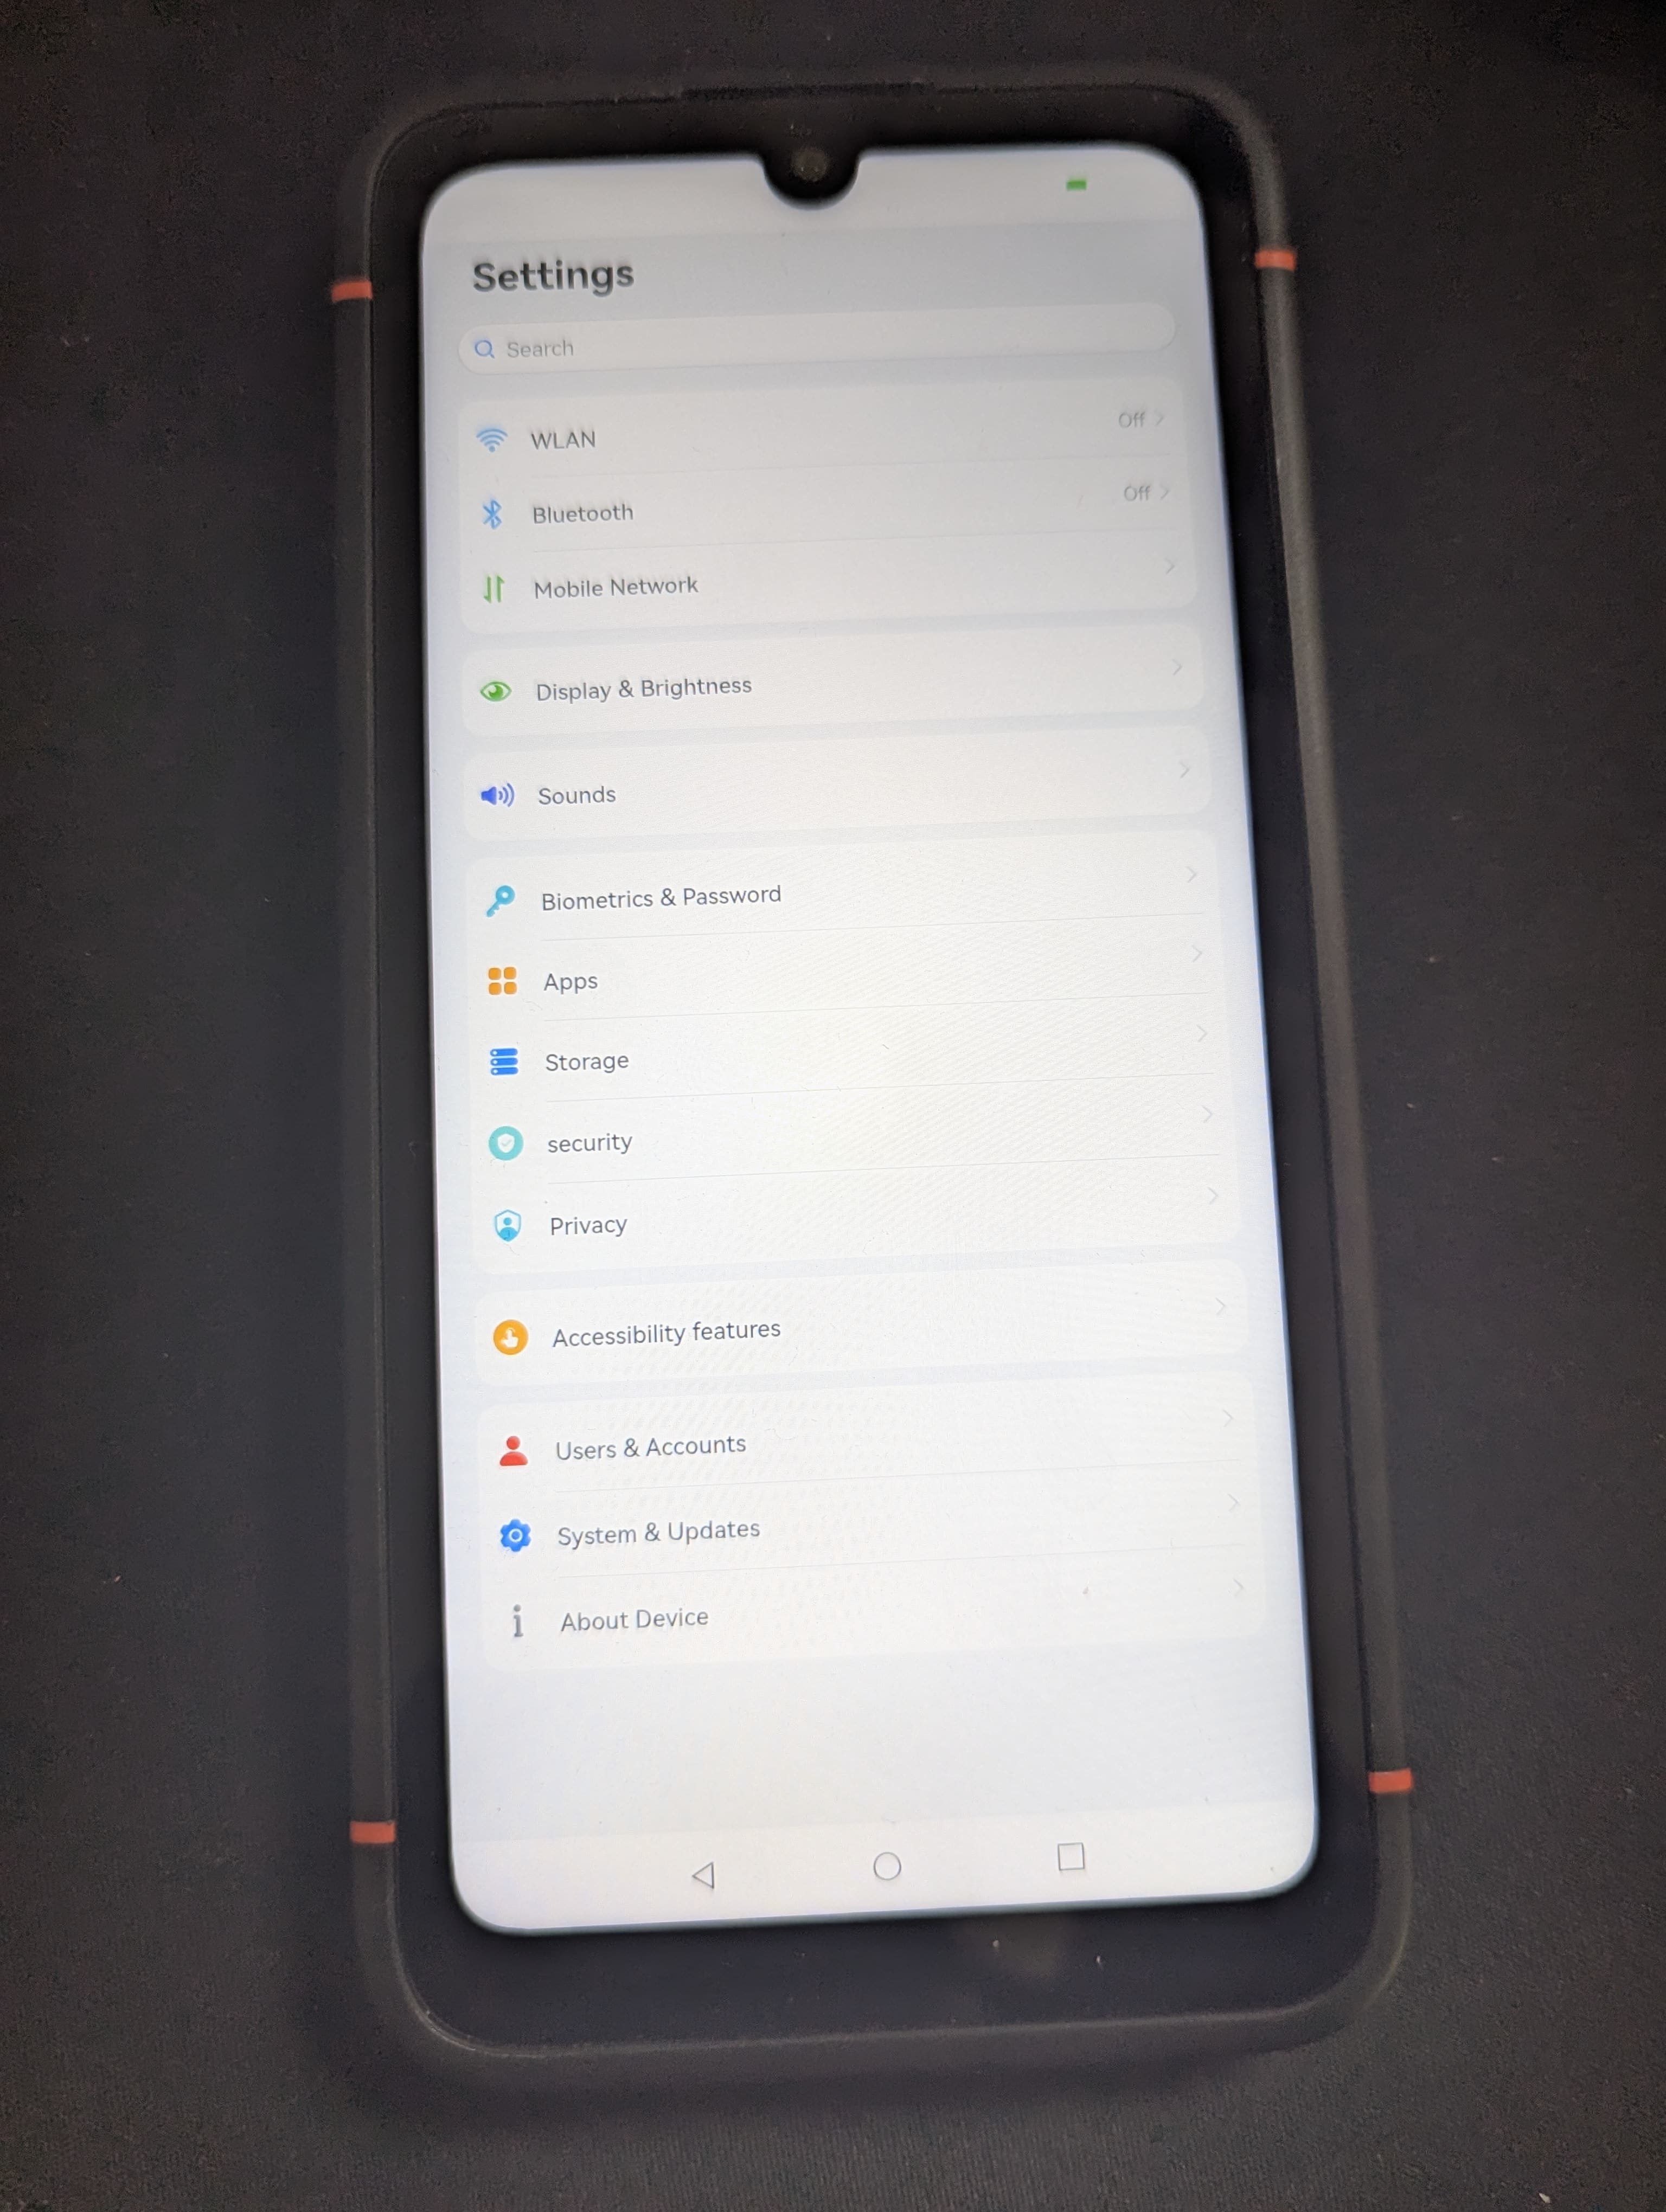 Settings
Search
WLAN Off
Bluetooth Off
Mobile Network
Display & Brightness
Sounds
Biometrics & Password
Apps
Storage
security
Privacy
Accessibility features
Users & Accounts
System & Updates
About Device